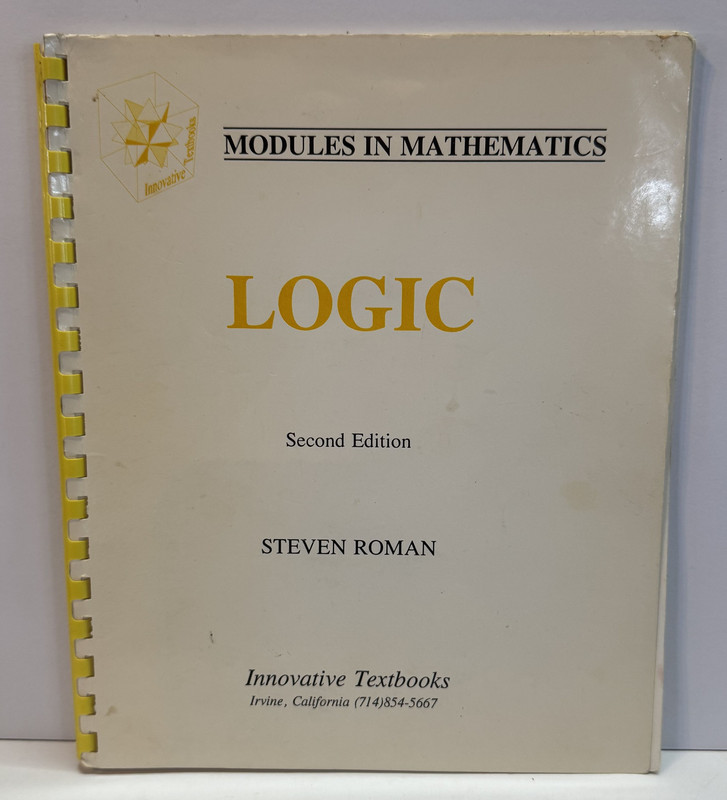 Innovative Textbooks
MODULES IN MATHEMATICS
LOGIC
Second Edition
STEVEN ROMAN
Innovative Textbooks
Irvine, California (714)854-5667